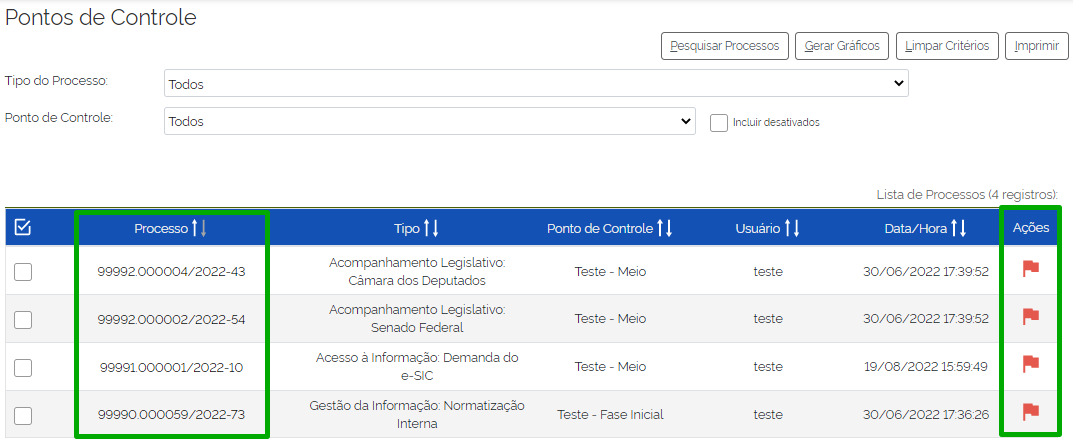 Pontos de Controle
Pesquisar Processos Gerar Gráficos Limpar Critérios Imprimir
Tipo do Processo: Todos
Ponto de Controle: Todos Incluir desativados
Lista de Processos (4 registros):
Processo Tipo Ponto de Controle Usuário Data/Hora Ações
99992.000004/2022-43 Acompanhamento Legislativo: Câmara dos Deputados Teste - Meio teste 30/06/2022 17:39:52
99992.000002/2022-54 Acompanhamento Legislativo: Senado Federal Teste - Meio teste 30/06/2022 17:39:52
99991.000001/2022-10 Acesso à Informação: Demanda do e-SIC Teste - Meio teste 19/08/2022 15:59:49
99990.000059/2022-73 Gestão da Informação: Normatização Interna Teste - Fase Inicial teste 30/06/2022 17:36:26